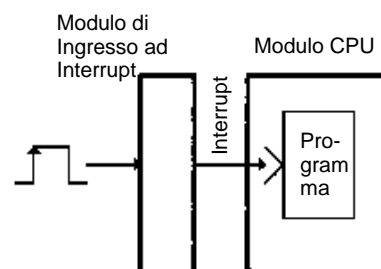 Modulo di
Ingresso ad
Interrupt
Modulo CPU
Interrupt
Pro-
gram
ma